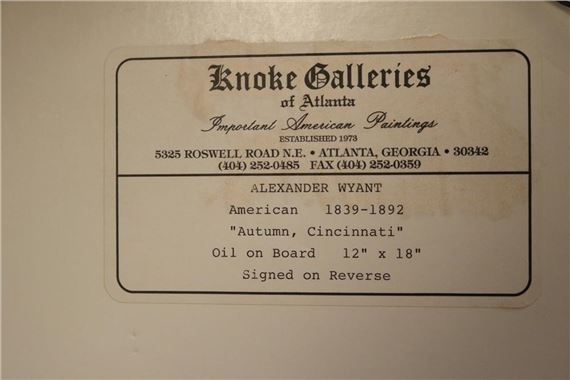 Knoke Galleries
of Atlanta
Important American Paintings
ESTABLISHED 1973
5325 ROSWELL ROAD N.E. • ATLANTA, GEORGIA • 30342
(404) 252-0485 FAX (404) 252-0359
ALEXANDER WYANT
American 1839-1892
"Autumn, Cincinnati"
Oil on Board 12" x 18"
Signed on Reverse